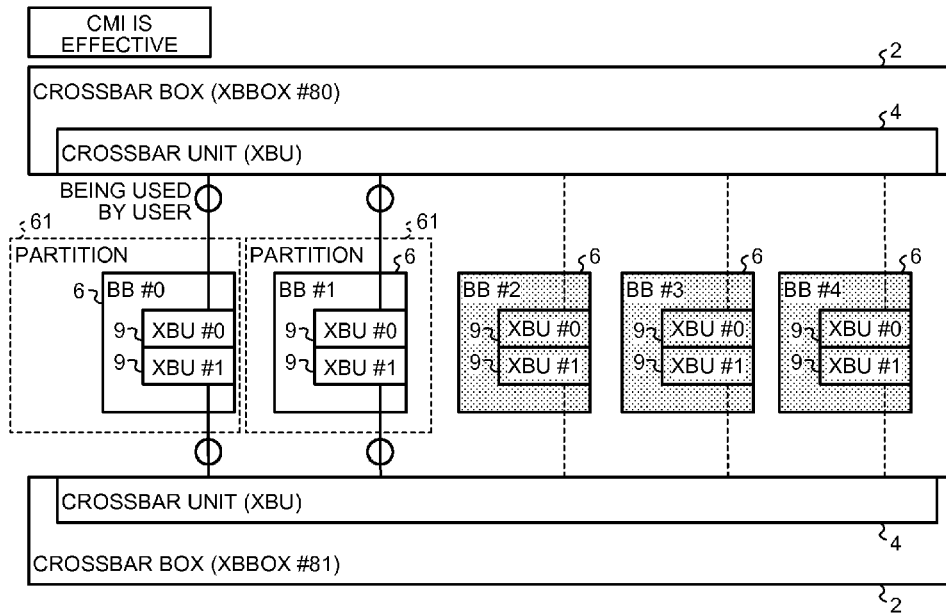 CMI IS
EFFECTIVE
2
CROSSBAR BOX (XBBOX #80)
4
CROSSBAR UNIT (XBU)
BEING USED
BY USER
61
61
PARTITION
PARTITION
6
6
6
6
6
BB #0
BB #1
BB #2
BB #3
BB #4
9
XBU #0
9
XBU #0
9
XBU #0
9
XBU #0
9
XBU #0
9
XBU #1
9
XBU #1
9
XBU #1
9
XBU #1
9
XBU #1
CROSSBAR UNIT (XBU)
4
CROSSBAR BOX (XBBOX #81)
2